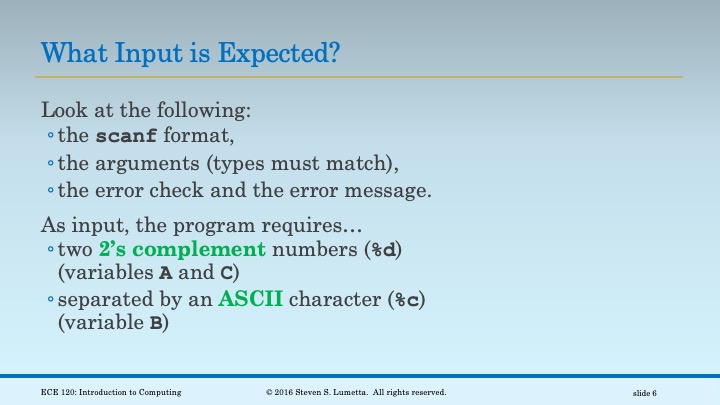 What Input is Expected?
Look at the following:
◦the scanf format,
◦the arguments (types must match),
◦the error check and the error message.
As input, the program requires…
◦two 2’s complement numbers (%d)
(variables A and C)
◦separated by an ASCII character (%c)
(variable B)
ECE 120: Introduction to Computing
© 2016 Steven S. Lumetta. All rights reserved.
slide 6